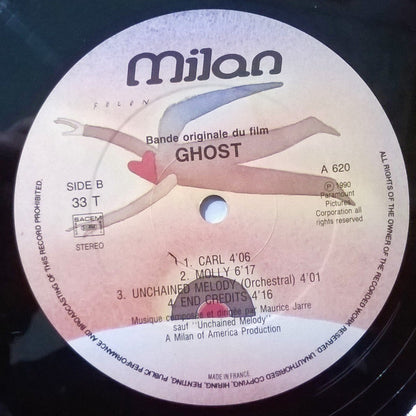 milan
FOLON
Bande originale du film
GHOST
SIDE B
33 T
SACEM
STEREO
A 620
℗ 1990
Paramount
Pictures
Corporation all
rights reserved
1. CARL 4'06
2. MOLLY 6'17
3. UNCHAINED MELODY (Orchestral) 4'01
END CREDITS 4'16
Musique composée et dirigée par Maurice Jarre
sauf "Unchained Melody"
A Milan of America Production
MADE IN FRANCE
ALL RIGHTS OF THE OWNER OF THE RECORDED WORK RESERVED. UNAUTHORISED COPYING, HIRING, RENTING, PUBLIC PERFORMANCE AND BROADCASTING OF THIS RECORD PROHIBITED.